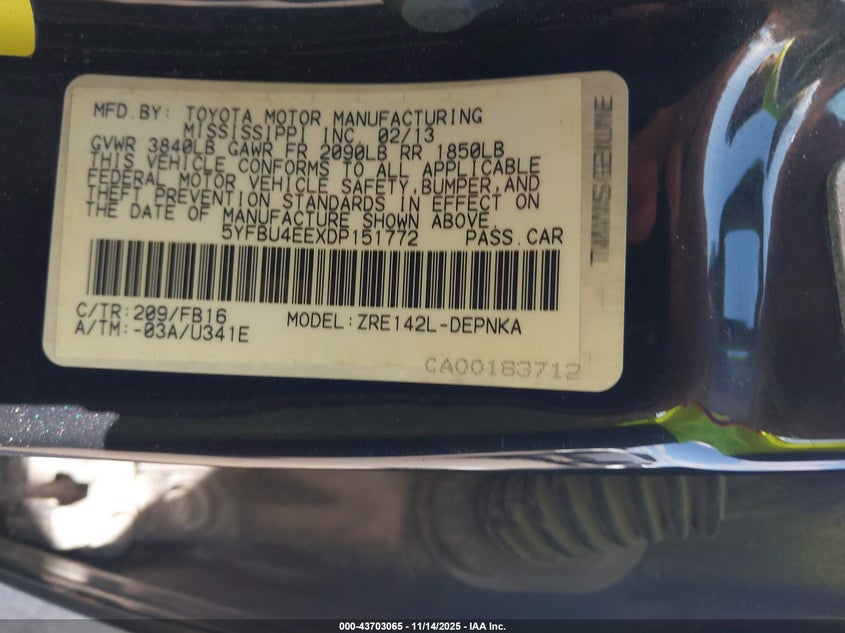 MFD.BY: TOYOTA MOTOR MANUFACTURING
MISSISSIPPI INC. 02/13
GVWR 3840LB GAWR FR 2090LB RR 1850LB
THIS VEHICLE CONFORMS TO ALL APPLICABLE
FEDERAL MOTOR VEHICLE SAFETY, BUMPER, AND
THEFT PREVENTION STANDARDS IN EFFECT ON
THE DATE OF MANUFACTURE SHOWN ABOVE.
5YFBU4EEXDP151772 PASS.CAR
C/TR:209/FB16
A/TM:-03A/U341E
MODEL:ZRE142L-DEPNKA
CA00183712
000-43703065 - 11/14/2025 - IAA Inc.